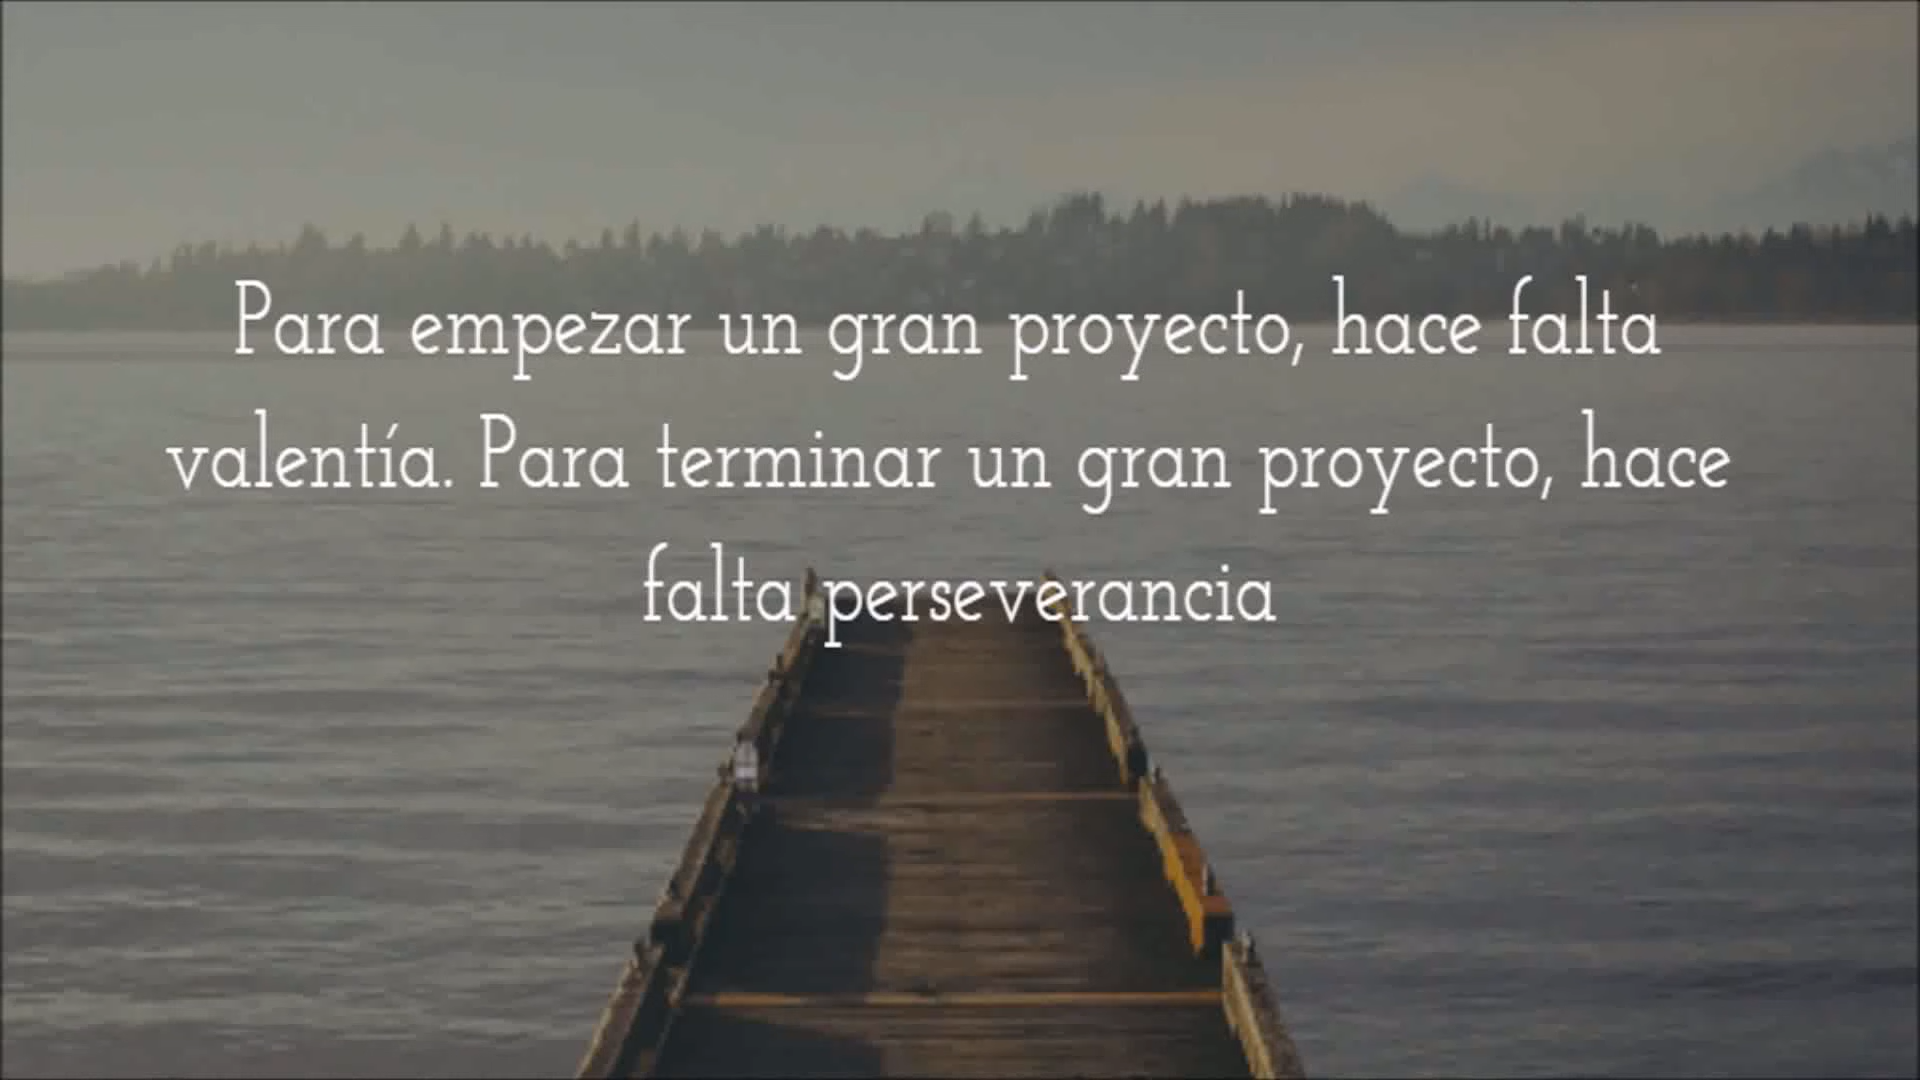 Para empezar un gran proyecto, hace falta
valentía. Para terminar un gran proyecto, hace
falta perseverancia